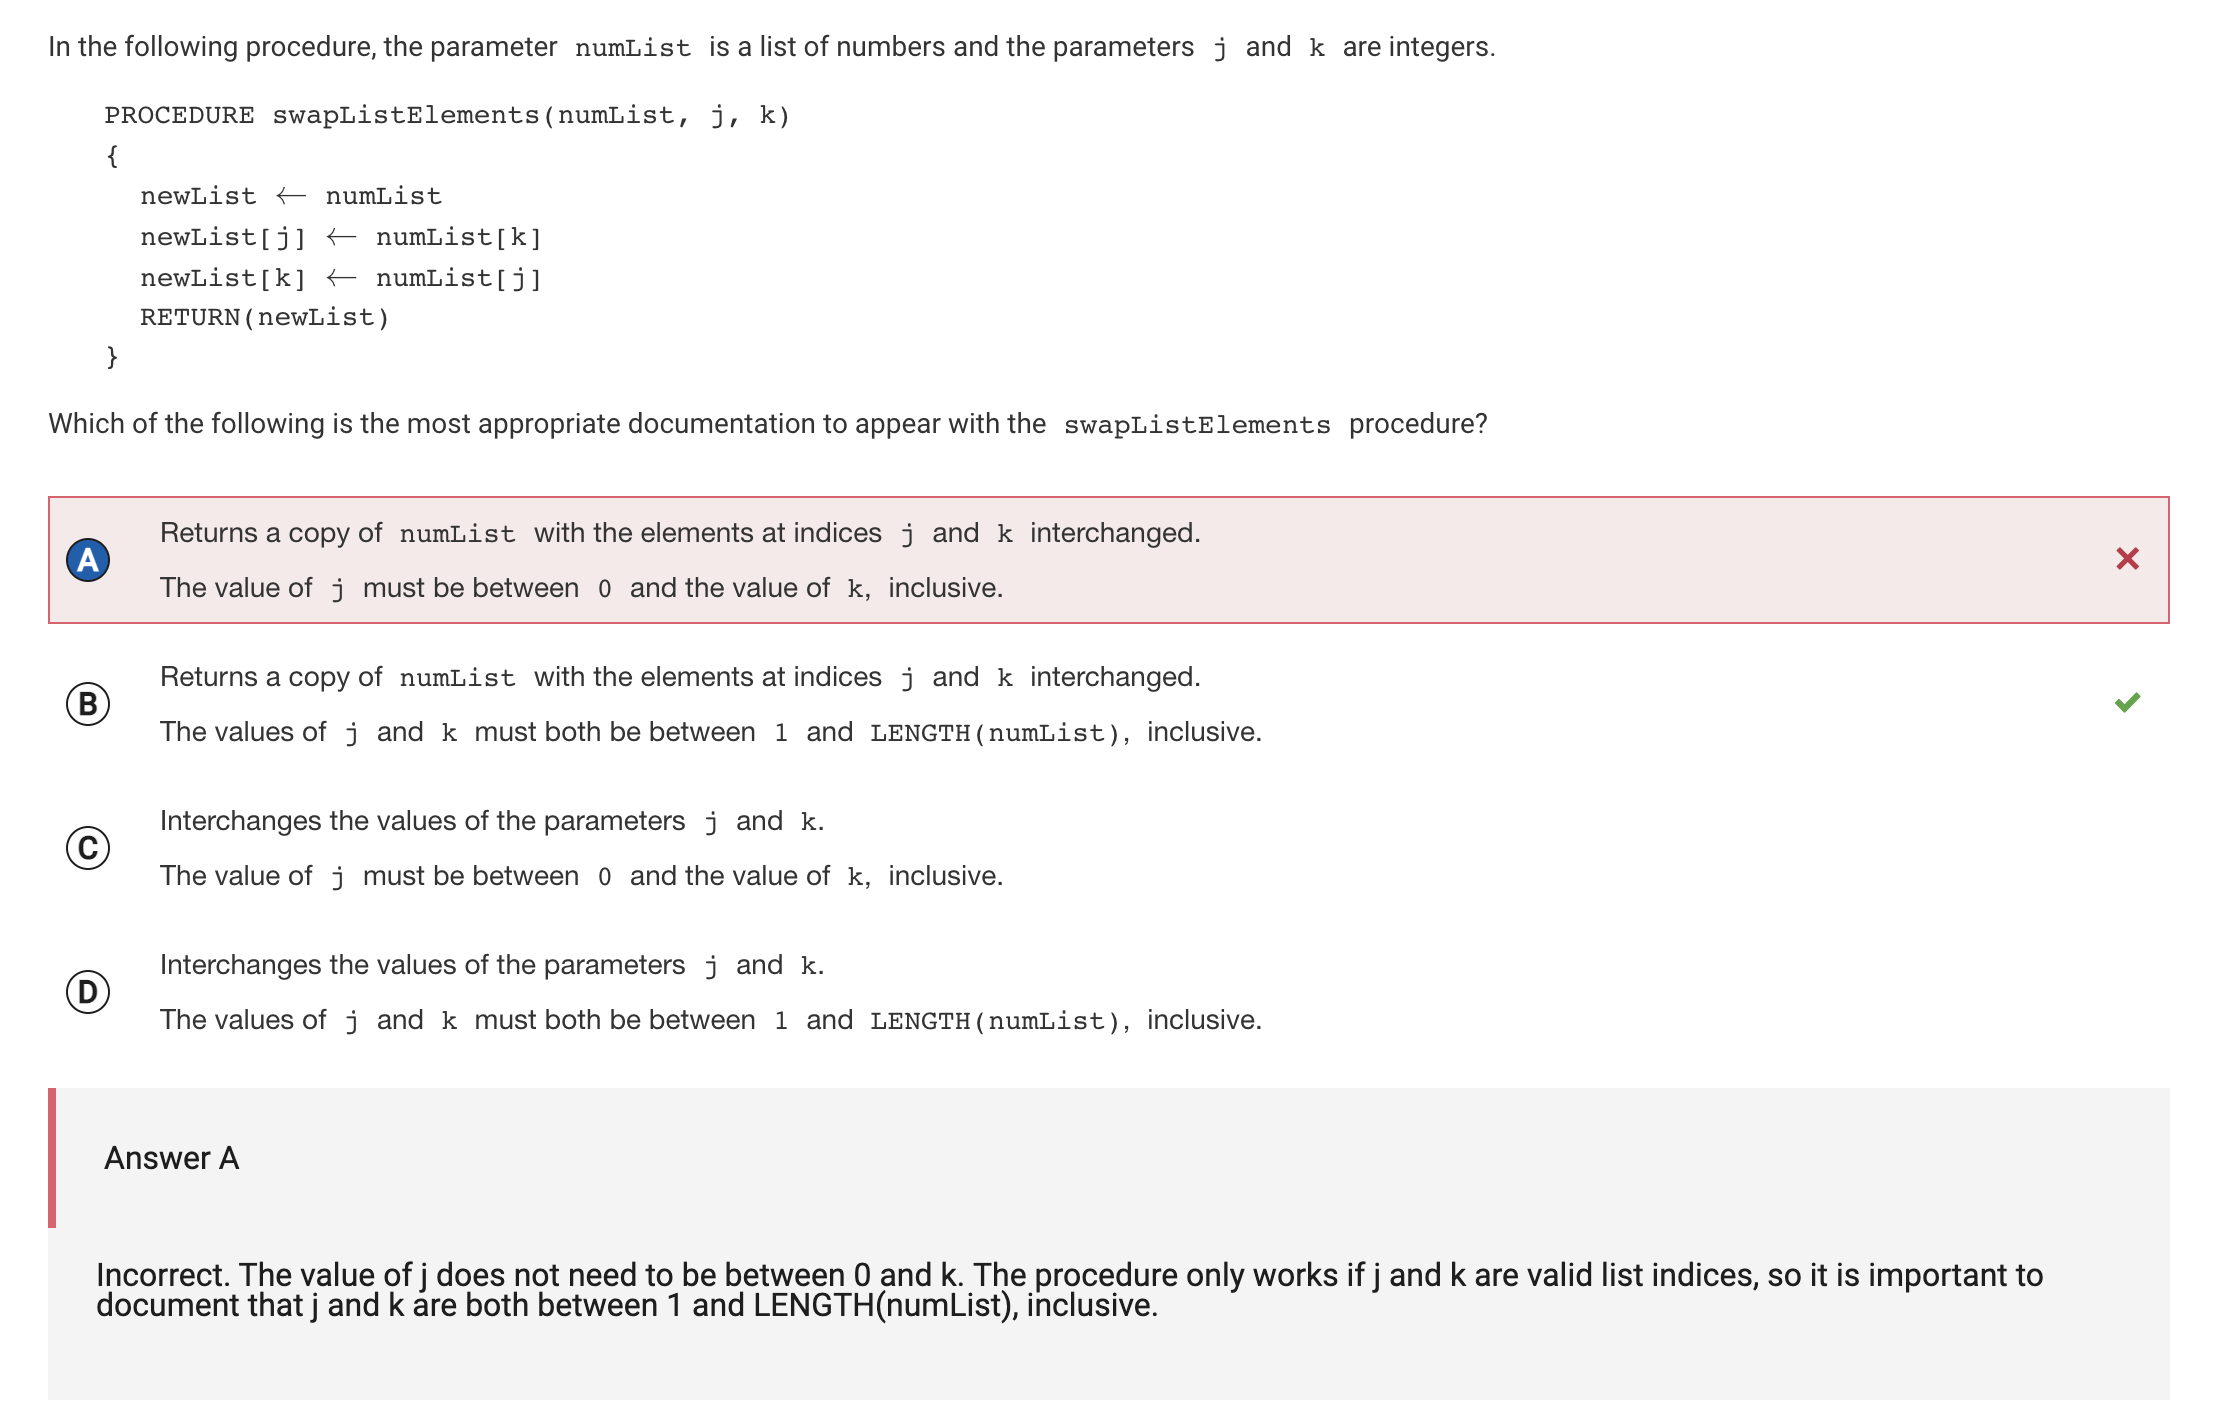 In the following procedure, the parameter numList is a list of numbers and the parameters j and k are integers.
PROCEDURE swapListElements(numList, j, k)
{
newList ← numList
newList[j] ← numList[k]
newList[k] ← numList[j]
RETURN(newList)
}
Which of the following is the most appropriate documentation to appear with the swapListElements procedure?
A
Returns a copy of numList with the elements at indices j and k interchanged.
The value of j must be between 0 and the value of k, inclusive.
B
Returns a copy of numList with the elements at indices j and k interchanged.
The values of j and k must both be between 1 and LENGTH(numList), inclusive.
C
Interchanges the values of the parameters j and k.
The value of j must be between 0 and the value of k, inclusive.
D
Interchanges the values of the parameters j and k.
The values of j and k must both be between 1 and LENGTH(numList), inclusive.
Answer A
Incorrect. The value of j does not need to be between 0 and k. The procedure only works if j and k are valid list indices, so it is important to
document that j and k are both between 1 and LENGTH(numList), inclusive.